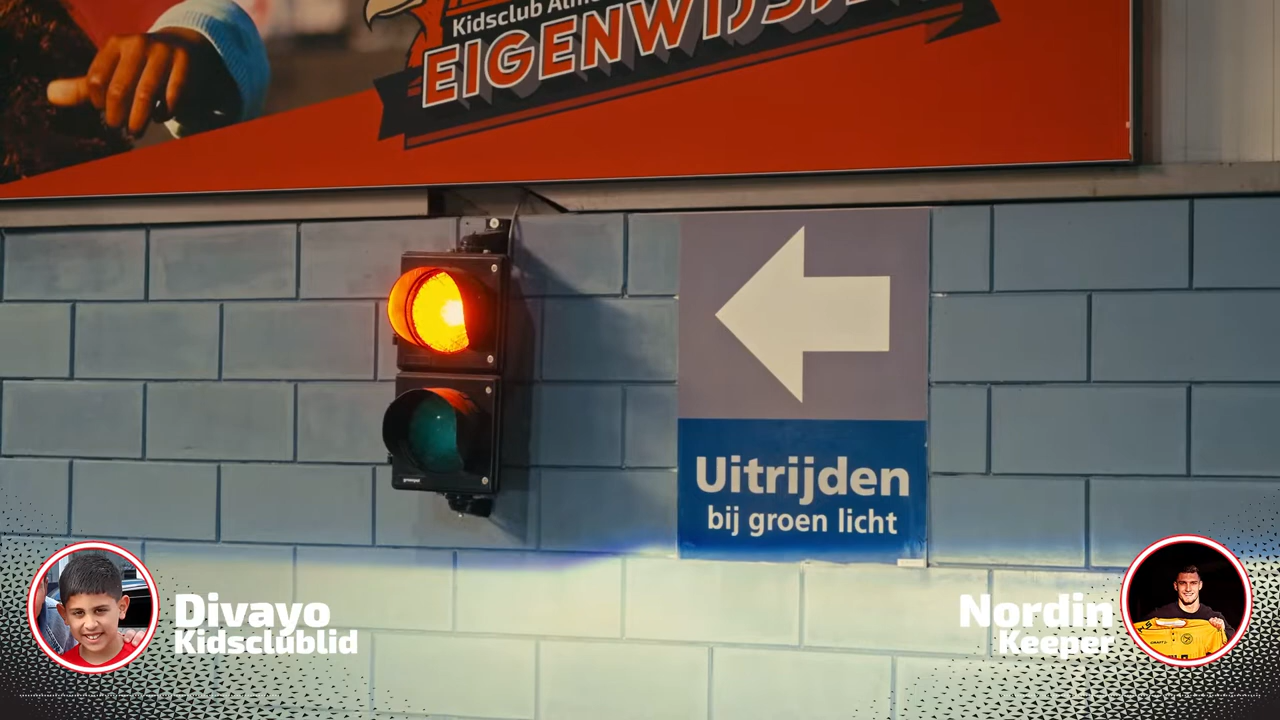 Kidsclub
EIGENWIJS
Uitrijden
bij groen licht
Divayo
Kidsclublid
Nordin
Keeper